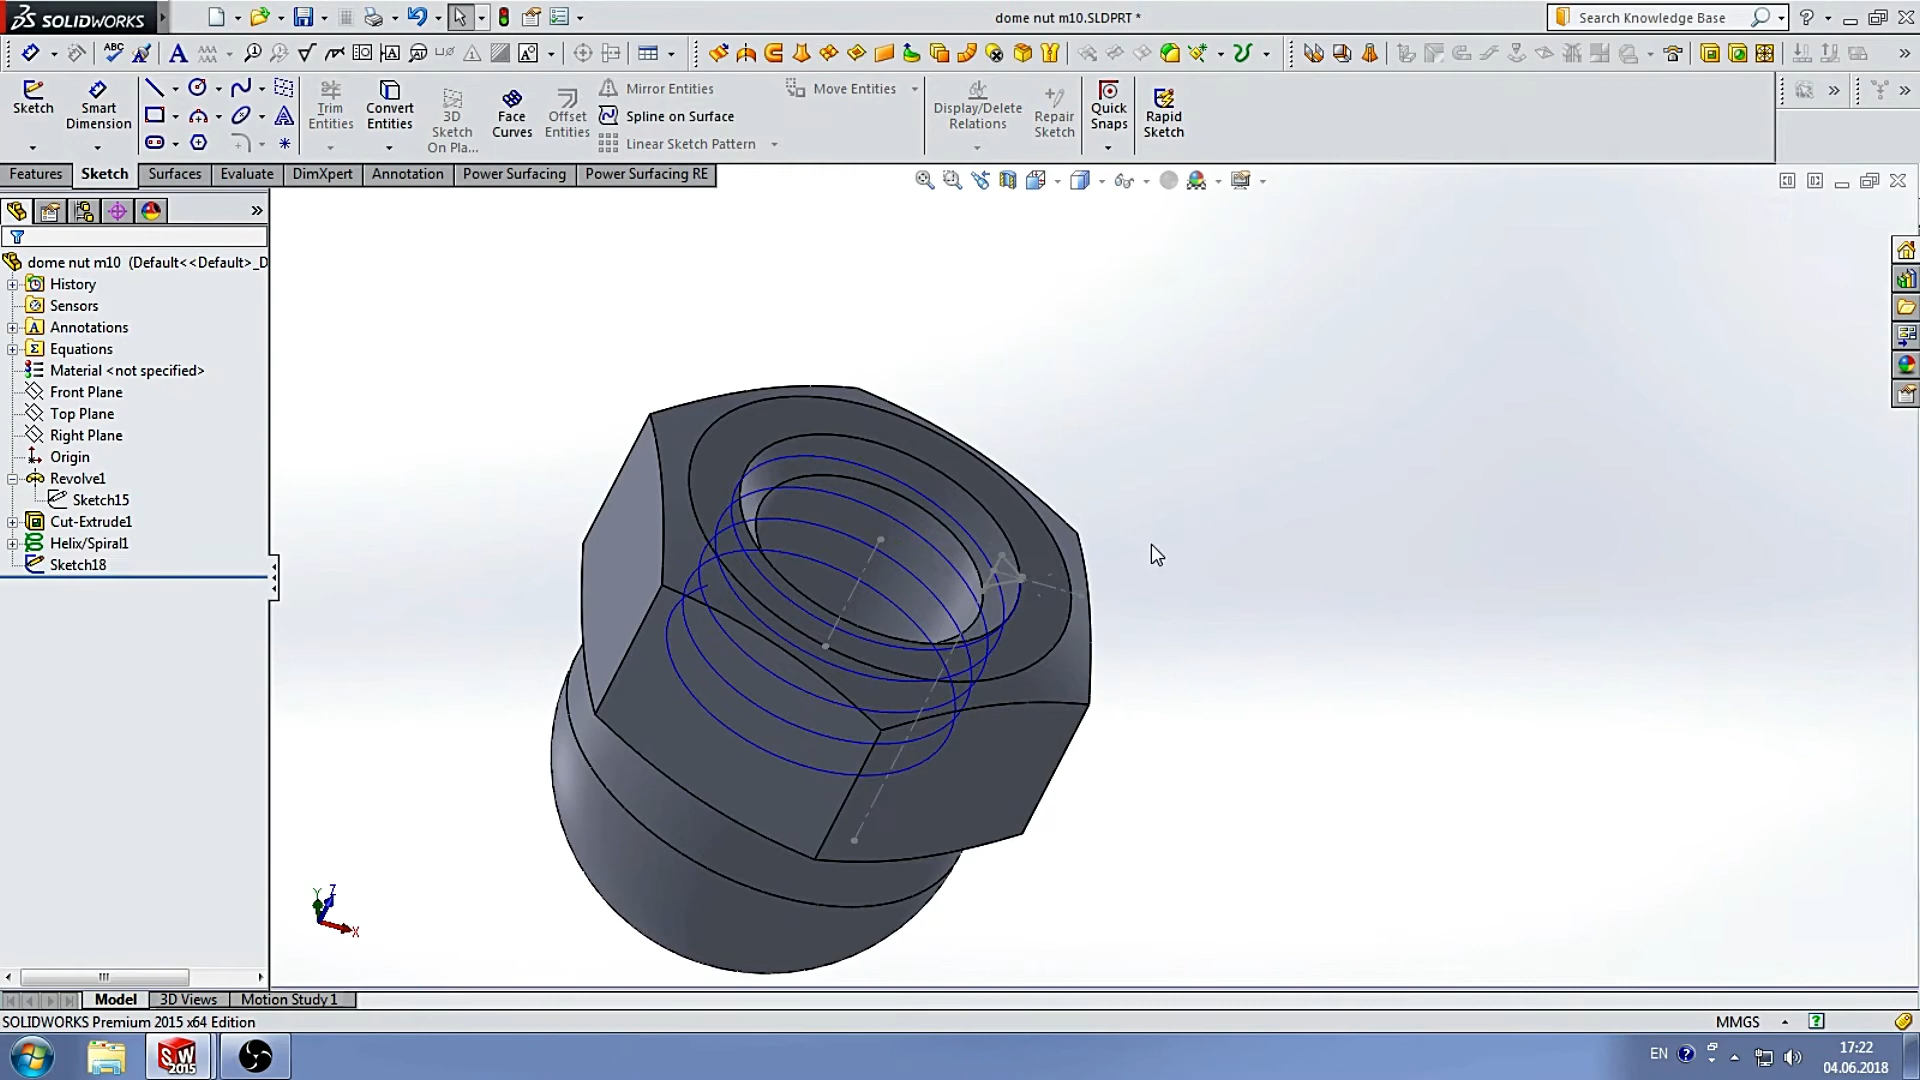 SOLIDWORKS
dome nut m10.SLDPRT *
Search Knowledge Base
ABC
Sketch
Smart Dimension
Trim Entities
Convert Entities
3D Sketch On Pla...
Face Curves
Offset Entities
Mirror Entities
Spline on Surface
Linear Sketch Pattern
Move Entities
Display/Delete Relations
Repair Sketch
Quick Snaps
Rapid Sketch
Features
Sketch
Surfaces
Evaluate
DimXpert
Annotation
Power Surfacing
Power Surfacing RE
dome nut m10 (Default<<Default>_D
History
Sensors
Annotations
Equations
Material <not specified>
Front Plane
Top Plane
Right Plane
Origin
Revolve1
Sketch15
Cut-Extrude1
Helix/Spiral1
Sketch18
Y
Z
X
Model
3D Views
Motion Study 1
SOLIDWORKS Premium 2015 x64 Edition
MMGS
SW
2015
EN
17:22
04.06.2018